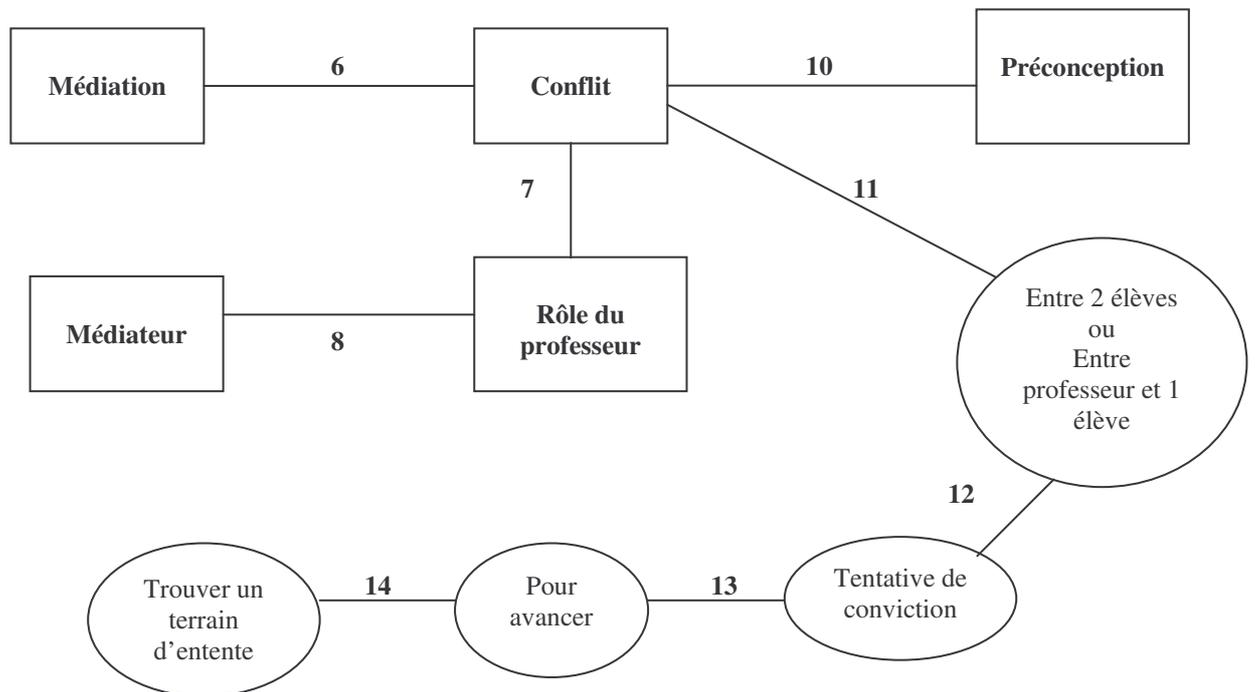 Médiation
6
Conflit
10
Préconception
7
11
Médiateur
8
Rôle du
professeur
Entre 2 élèves
ou
Entre
professeur et 1
élève
12
Trouver un
terrain
d’entente
14
Pour
avancer
13
Tentative de
conviction